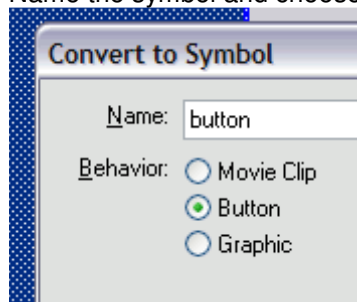 Name the symbol and choose
Convert to Symbol
Name: button
Behavior: Movie Clip
Button
Graphic